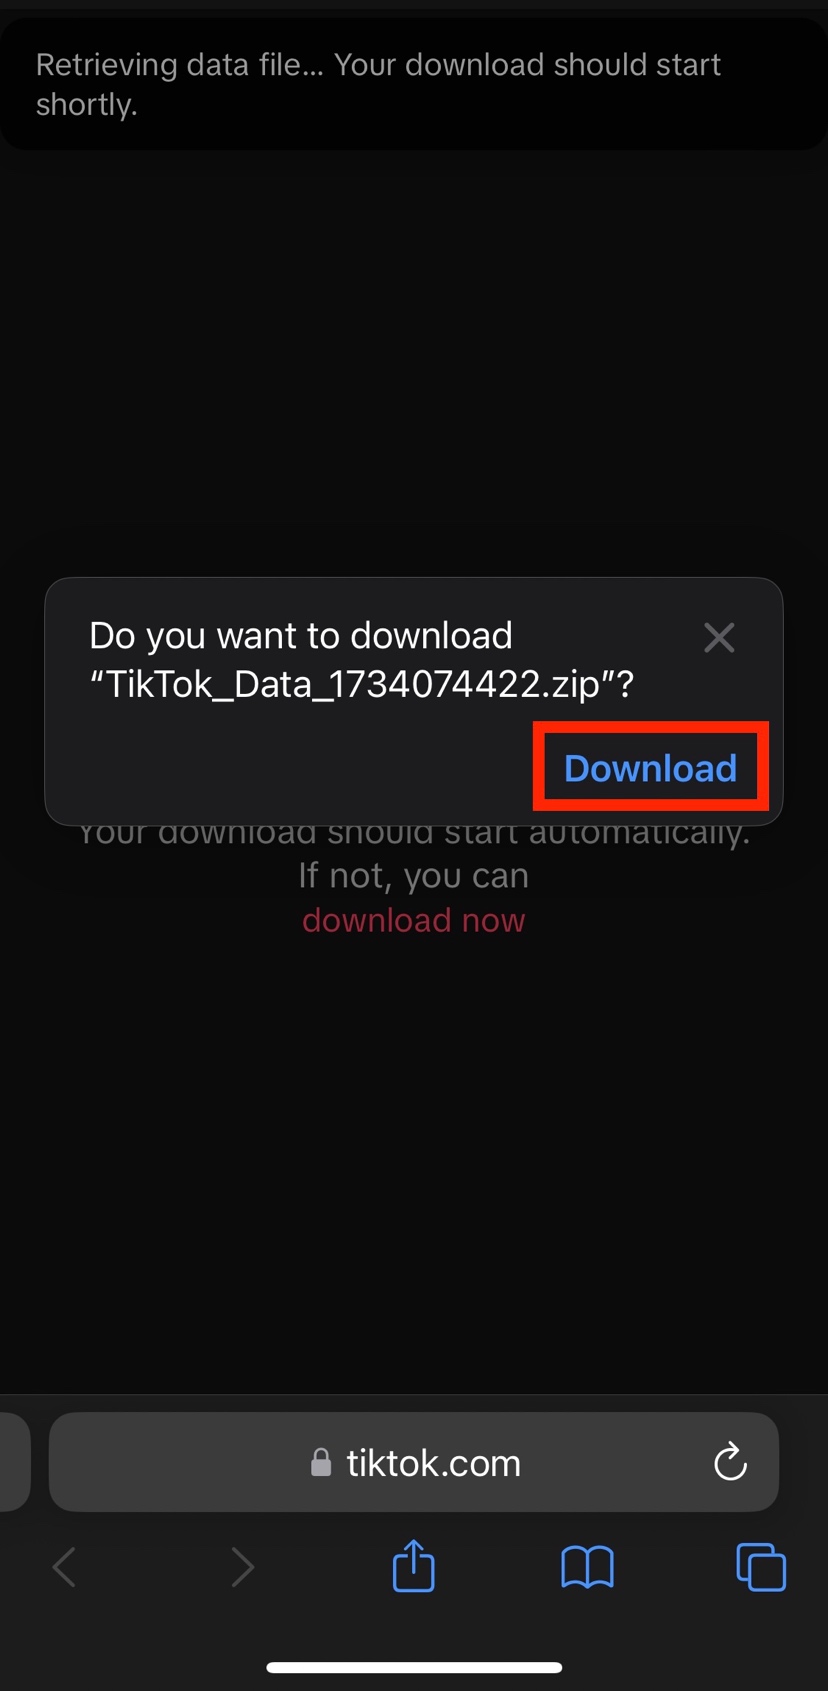 Retrieving data file... Your download should start
shortly.
Do you want to download
“TikTok_Data_1734074422.zip”?
Download
Your download should start automatically.
If not, you can
download now
tiktok.com